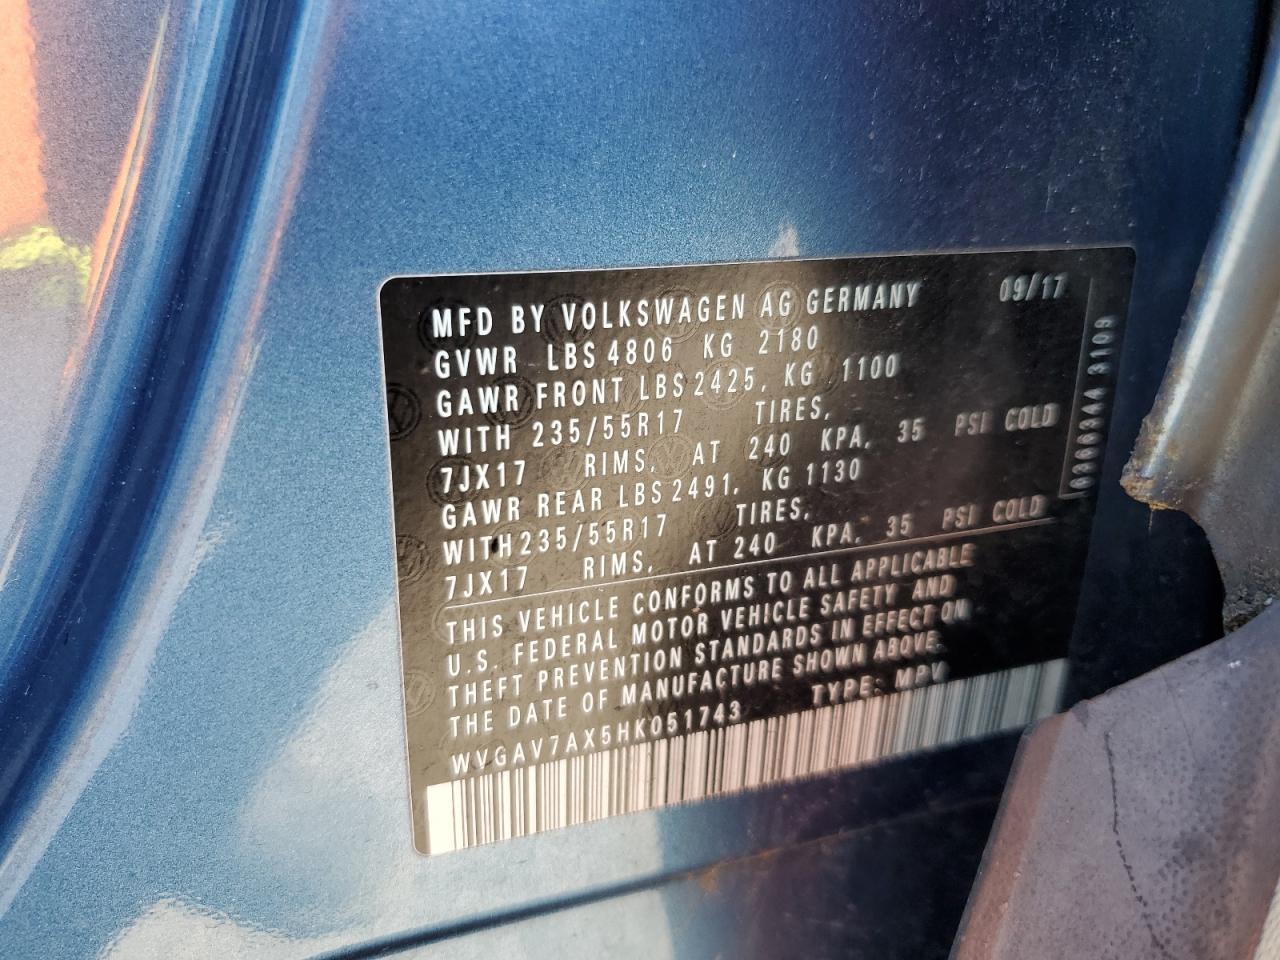 MFD BY VOLKSWAGEN AG GERMANY 09/17
GVWR LBS 4806 KG 2180
GAWR FRONT LBS 2425, KG 1100
WITH 235/55R17 TIRES,
7JX17 RIMS, AT 240 KPA, 35 PSI COLD
GAWR REAR LBS 2491, KG 1130
WITH 235/55R17 TIRES,
7JX17 RIMS, AT 240 KPA, 35 PSI COLD
THIS VEHICLE CONFORMS TO ALL APPLICABLE
U.S. FEDERAL MOTOR VEHICLE SAFETY AND
THEFT PREVENTION STANDARDS IN EFFECT ON
THE DATE OF MANUFACTURE SHOWN ABOVE.
WVGAV7AX5HK051743 TYPE: MPV